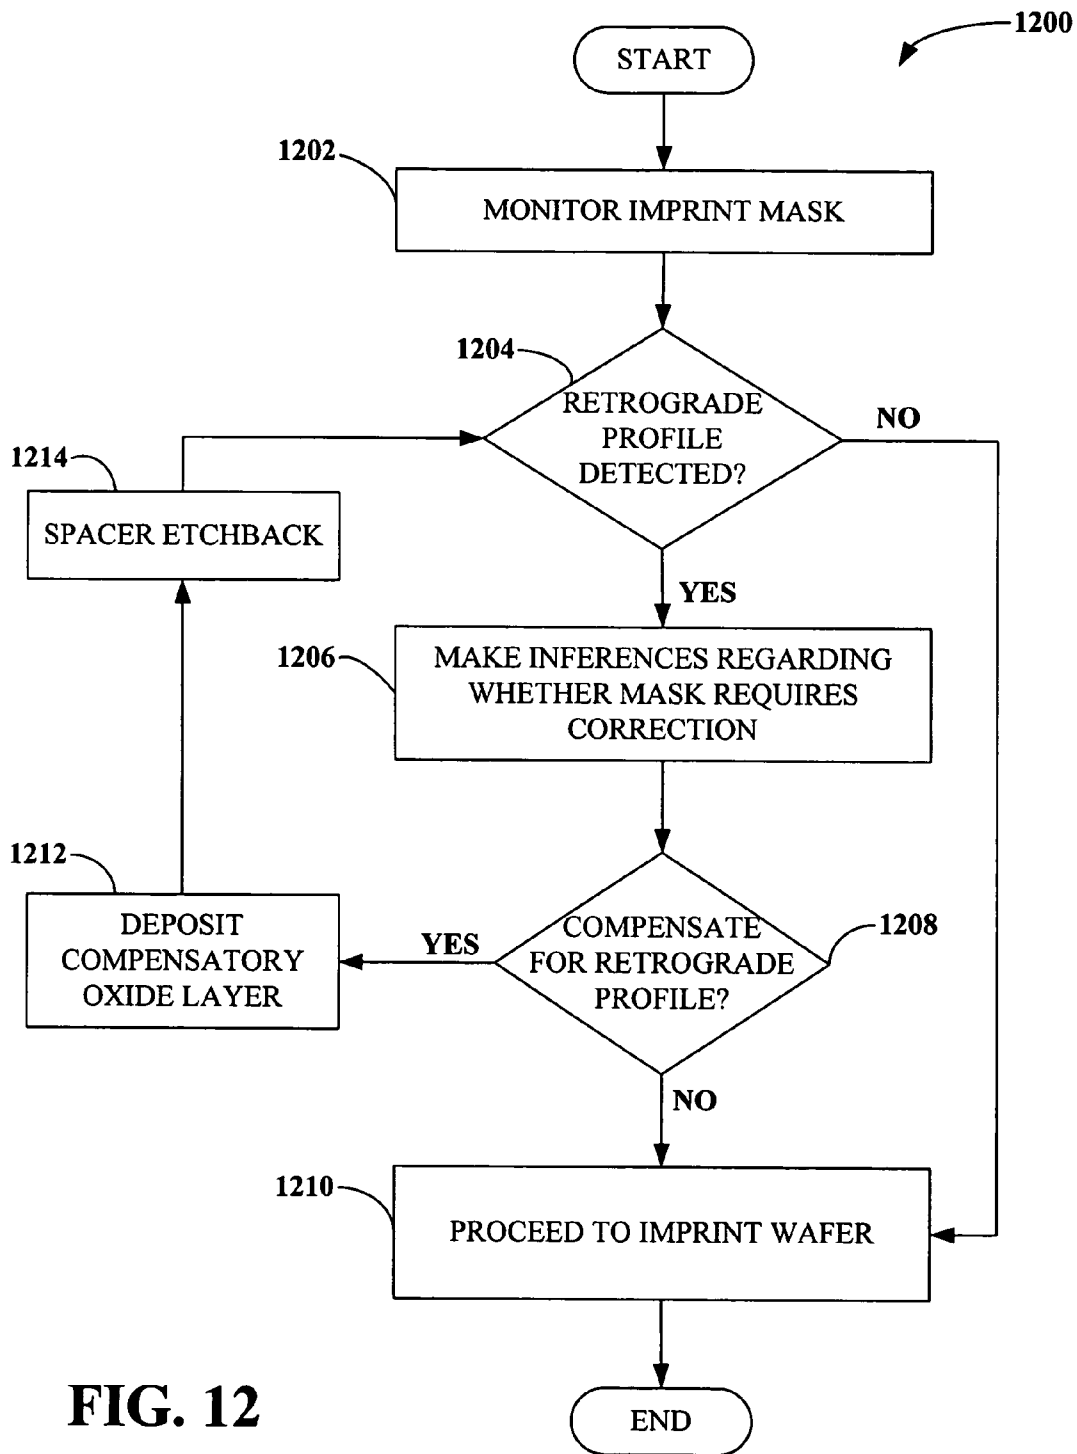 1200
START
1202
MONITOR IMPRINT MASK
1204
RETROGRADE
PROFILE
DETECTED?
NO
1214
SPACER ETCHBACK
YES
1206
MAKE INFERENCES REGARDING
WHETHER MASK REQUIRES
CORRECTION
1212
DEPOSIT
COMPENSATORY
OXIDE LAYER
YES
COMPENSATE
FOR RETROGRADE
PROFILE?
1208
NO
1210
PROCEED TO IMPRINT WAFER
FIG. 12
END